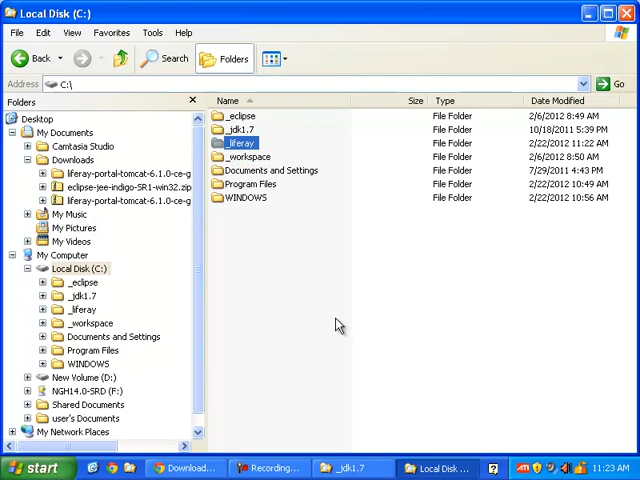 Local Disk (C:)
File Edit View Favorites Tools Help
Back Search Folders
Address C:\ Go
Folders
Name Size Type Date Modified
Desktop
My Documents
Camtasia Studio
Downloads
liferay-portal-tomcat-6.1.0-ce-g
eclipse-jee-indigo-SR1-win32.zip
liferay-portal-tomcat-6.1.0-ce-g
My Music
My Pictures
My Videos
My Computer
Local Disk (C:)
_eclipse
_jdk1.7
_liferay
_workspace
Documents and Settings
Program Files
WINDOWS
New Volume (D:)
NGH14.0-SRD (F:)
Shared Documents
user's Documents
My Network Places
_eclipse File Folder 2/6/2012 8:49 AM
_jdk1.7 File Folder 10/18/2011 5:39 PM
_liferay File Folder 2/22/2012 11:22 AM
_workspace File Folder 2/6/2012 8:50 AM
Documents and Settings File Folder 7/29/2011 4:43 PM
Program Files File Folder 2/22/2012 10:49 AM
WINDOWS File Folder 2/22/2012 10:56 AM
start Download... Recording... _jdk1.7 Local Disk ... ATI 11:23 AM